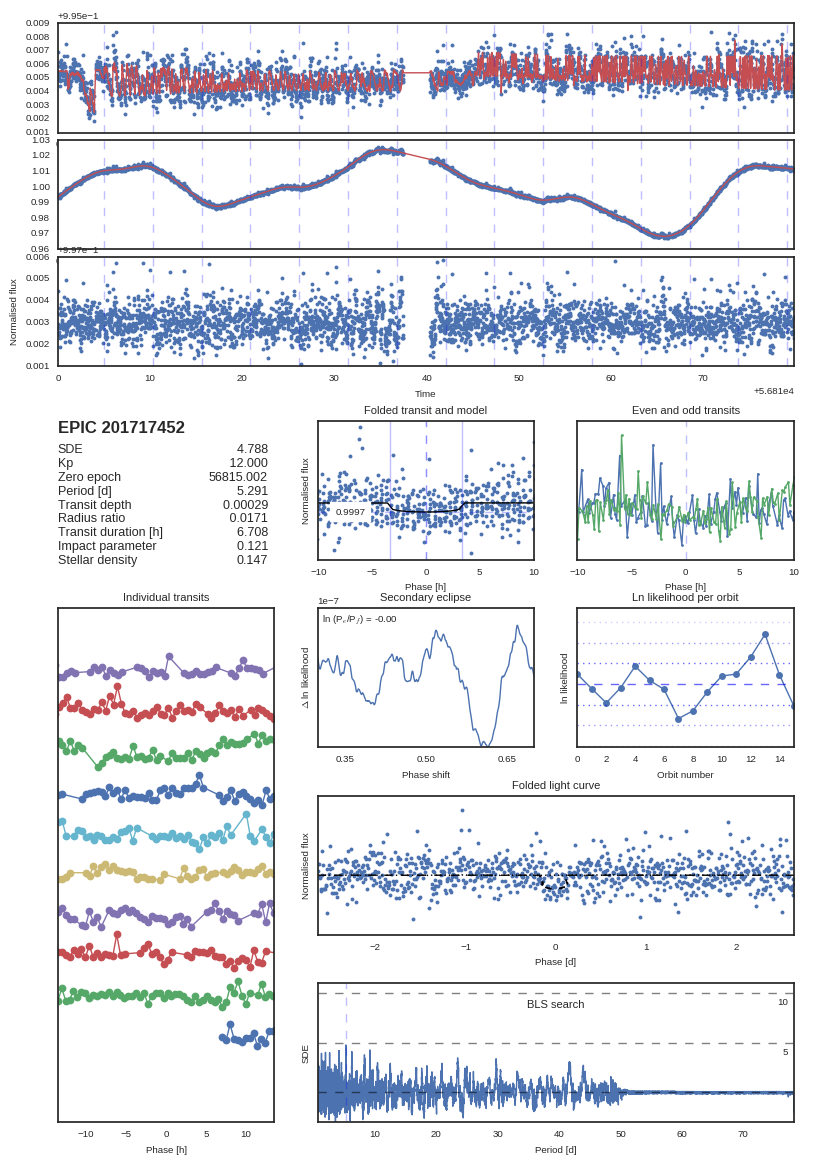 +9.95e−1
0.009
0.008
0.007
0.006
0.005
0.004
0.003
0.002
0.001
1.03
1.02
1.01
1.00
0.99
0.98
0.97
0.96
+9.97e−1
0.006
0.005
0.004
0.003
0.002
0.001
Normalised flux
0 10 20 30 40 50 60 70
Time
+5.681e4
EPIC 201717452
SDE 4.788
Kp 12.000
Zero epoch 56815.002
Period [d] 5.291
Transit depth 0.00029
Radius ratio 0.0171
Transit duration [h] 6.708
Impact parameter 0.121
Stellar density 0.147
Folded transit and model
Normalised flux
0.9997
−10 −5 0 5 10
Phase [h]
Even and odd transits
−10 −5 0 5 10
Phase [h]
Individual transits
−10 −5 0 5 10
Phase [h]
Secondary eclipse
1e−7
ln (Pₑ/P𝑓) = -0.00
Δ ln likelihood
0.35 0.50 0.65
Phase shift
Ln likelihood per orbit
ln likelihood
0 2 4 6 8 10 12 14
Orbit number
Folded light curve
Normalised flux
−2 −1 0 1 2
Phase [d]
BLS search
10
5
SDE
10 20 30 40 50 60 70
Period [d]